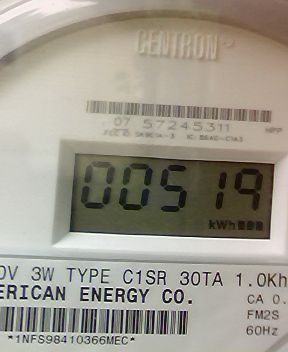 CENTRON
07 57245311 HPP
00519
kWh
0V 3W TYPE C1SR 30TA 1.0Kh
ERICAN ENERGY CO. CA 0.
FM2S
60Hz
*1NFS98410366MEC*